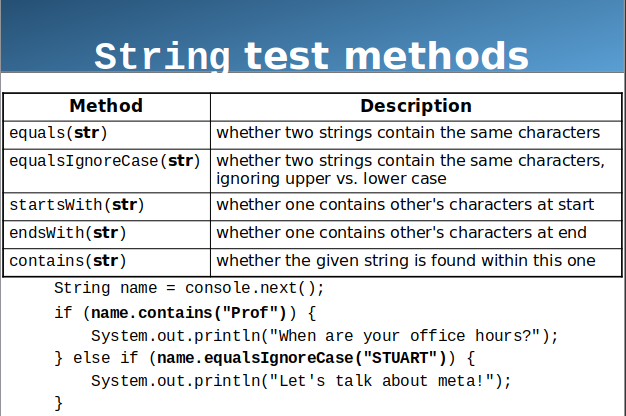 String test methods
Method Description
equals(str) whether two strings contain the same characters
equalsIgnoreCase(str) whether two strings contain the same characters,
ignoring upper vs. lower case
startsWith(str) whether one contains other's characters at start
endsWith(str) whether one contains other's characters at end
contains(str) whether the given string is found within this one
String name = console.next();
if (name.contains("Prof")) {
    System.out.println("When are your office hours?");
} else if (name.equalsIgnoreCase("STUART")) {
    System.out.println("Let's talk about meta!");
}